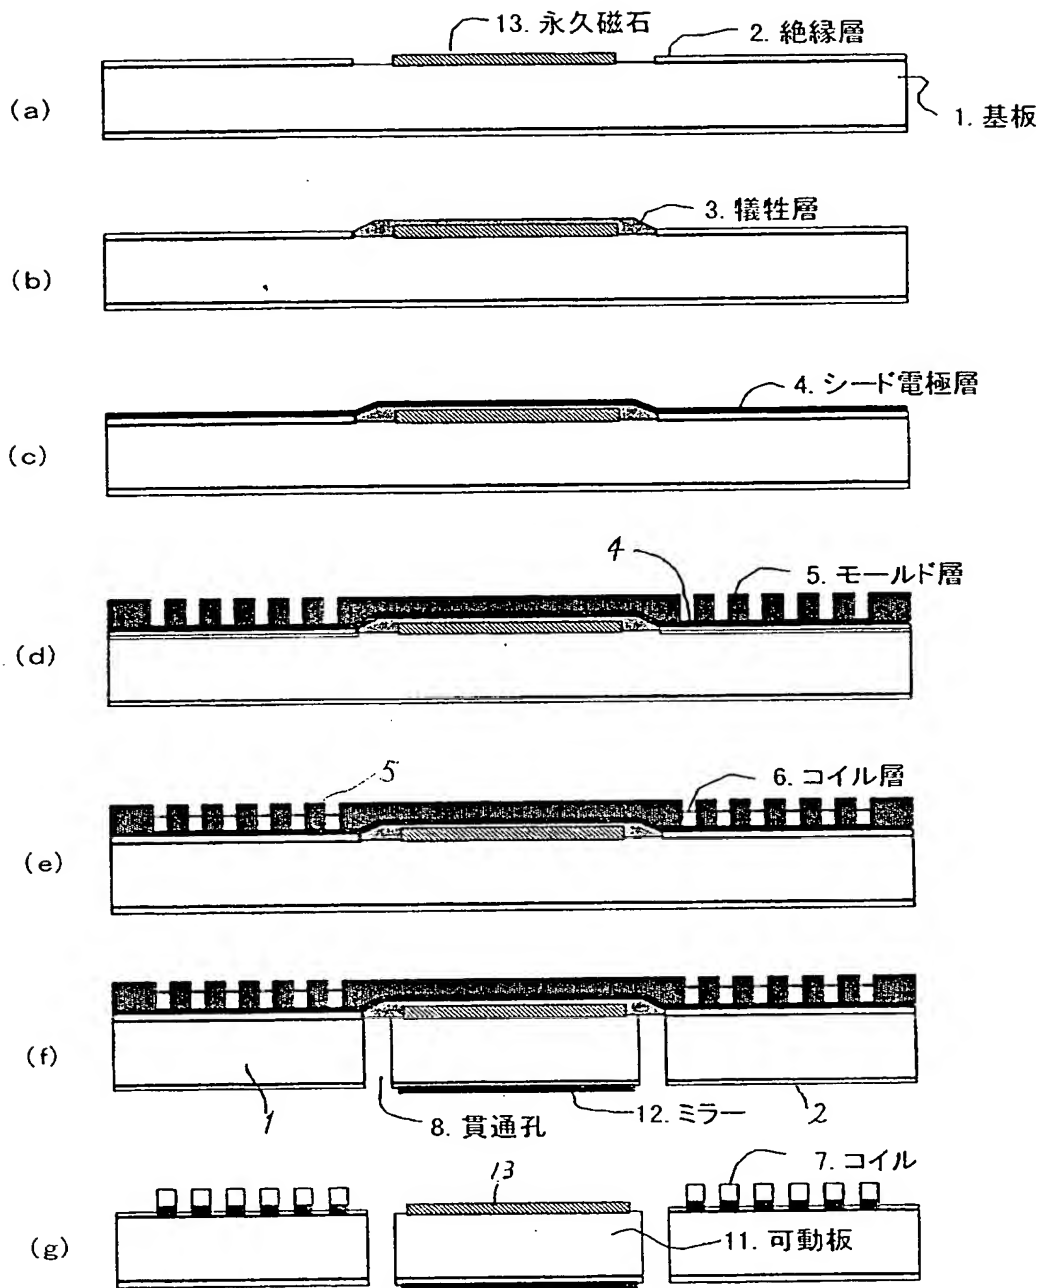 13. 永久磁石
2. 絶縁層
(a)
1. 基板
3. 犠牲層
(b)
4. シード電極層
(c)
4
5. モールド層
(d)
5
6. コイル層
(e)
(f)
1
8. 貫通孔
12. ミラー
2
13
7. コイル
(g)
11. 可動板